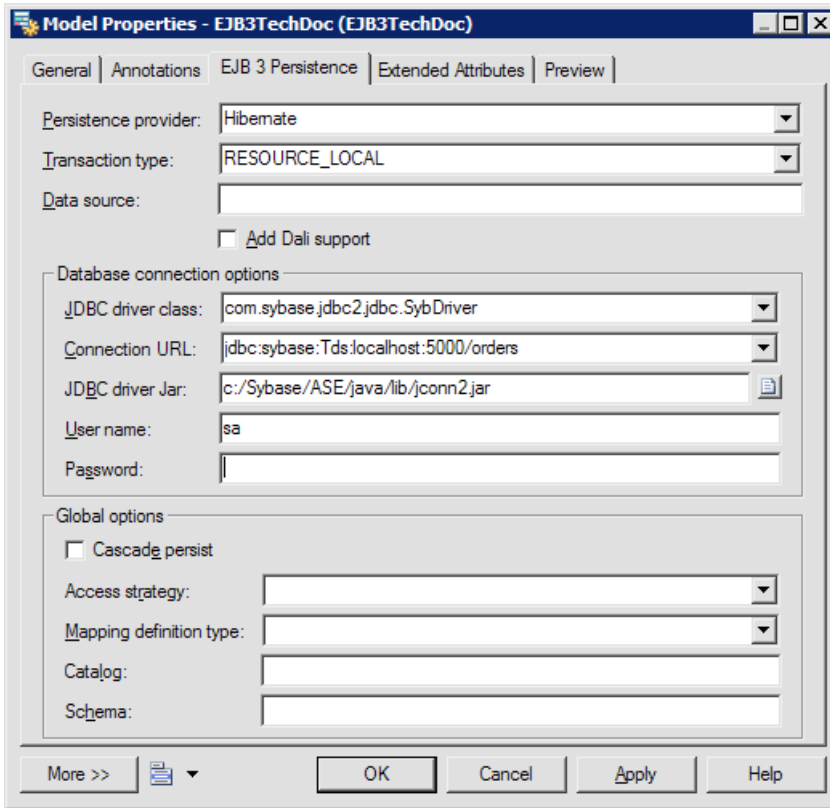 Model Properties - EJB3TechDoc (EJB3TechDoc)
General Annotations EJB 3 Persistence Extended Attributes Preview
Persistence provider: Hibernate
Transaction type: RESOURCE_LOCAL
Data source:
Add Dali support
Database connection options
JDBC driver class: com.sybase.jdbc2.jdbc.SybDriver
Connection URL: jdbc:sybase:Tds:localhost:5000/orders
JDBC driver Jar: c:/Sybase/ASE/java/lib/jconn2.jar
User name: sa
Password:
Global options
Cascade persist
Access strategy:
Mapping definition type:
Catalog:
Schema:
More >> OK Cancel Apply Help